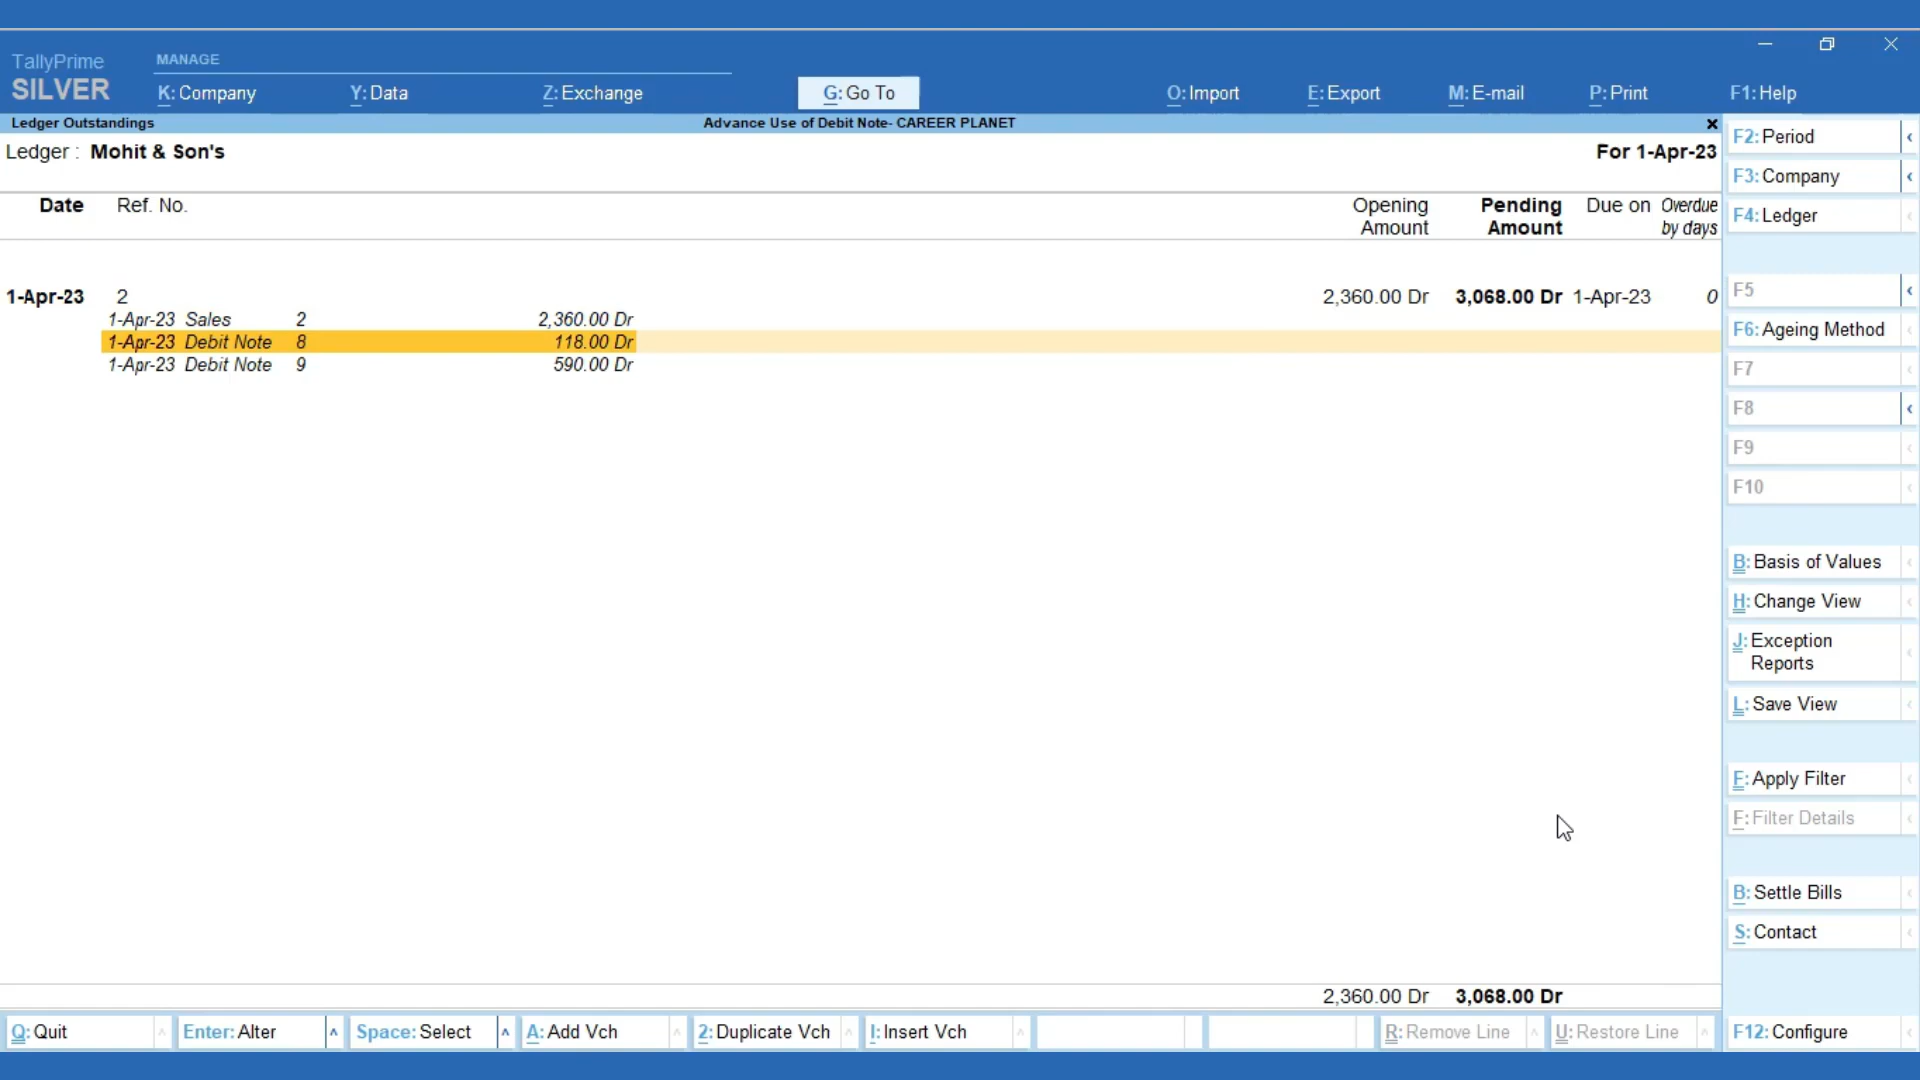 TallyPrime
SILVER
MANAGE
K: Company
Y: Data
Z: Exchange
G: Go To
O: Import
E: Export
M: E-mail
P: Print
F1: Help
Ledger Outstandings
Advance Use of Debit Note- CAREER PLANET
Ledger : Mohit & Son's
For 1-Apr-23
Date Ref. No. Opening Amount Pending Amount Due on Overdue by days
1-Apr-23 2 2,360.00 Dr 3,068.00 Dr 1-Apr-23 0
1-Apr-23 Sales 2 2,360.00 Dr
1-Apr-23 Debit Note 8 118.00 Dr
1-Apr-23 Debit Note 9 590.00 Dr
2,360.00 Dr 3,068.00 Dr
F2: Period
F3: Company
F4: Ledger
F5
F6: Ageing Method
F7
F8
F9
F10
B: Basis of Values
H: Change View
J: Exception
Reports
L: Save View
F: Apply Filter
F: Filter Details
B: Settle Bills
S: Contact
Q: Quit
Enter: Alter
Space: Select
A: Add Vch
2: Duplicate Vch
I: Insert Vch
R: Remove Line
U: Restore Line
F12: Configure